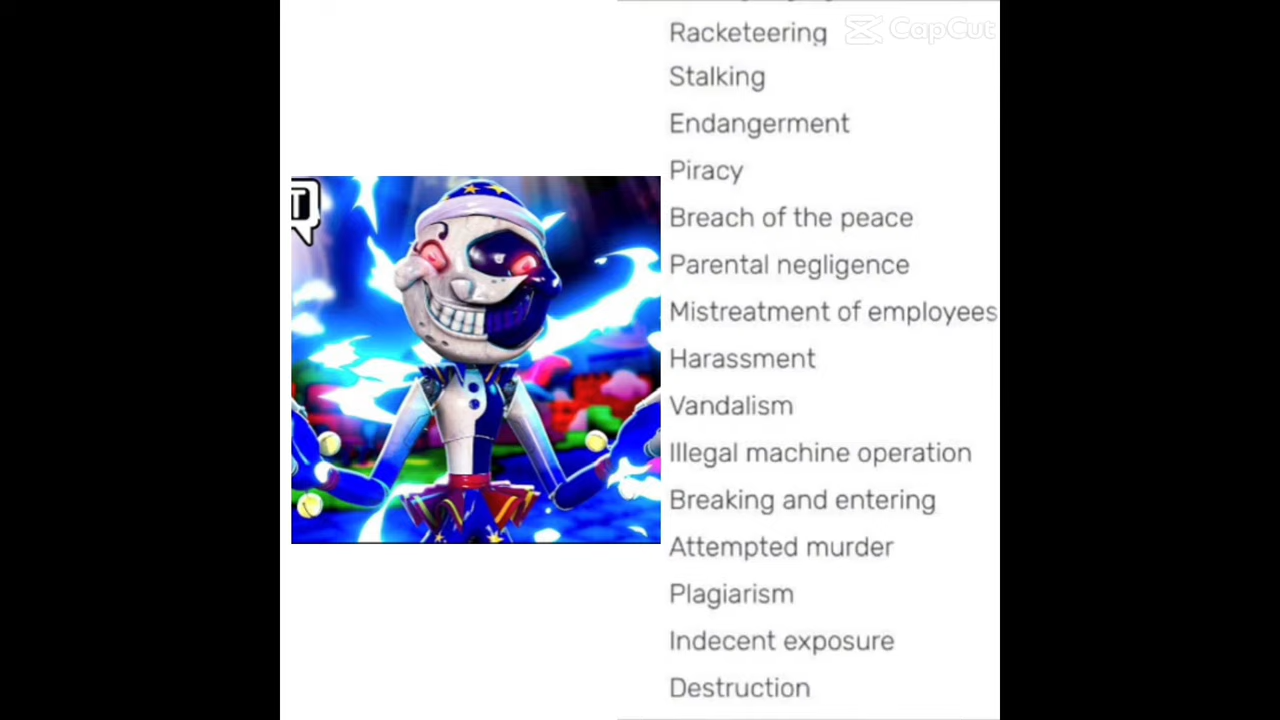 Racketeering
CapCut
Stalking
Endangerment
Piracy
Breach of the peace
Parental negligence
Mistreatment of employees
Harassment
Vandalism
Illegal machine operation
Breaking and entering
Attempted murder
Plagiarism
Indecent exposure
Destruction
T